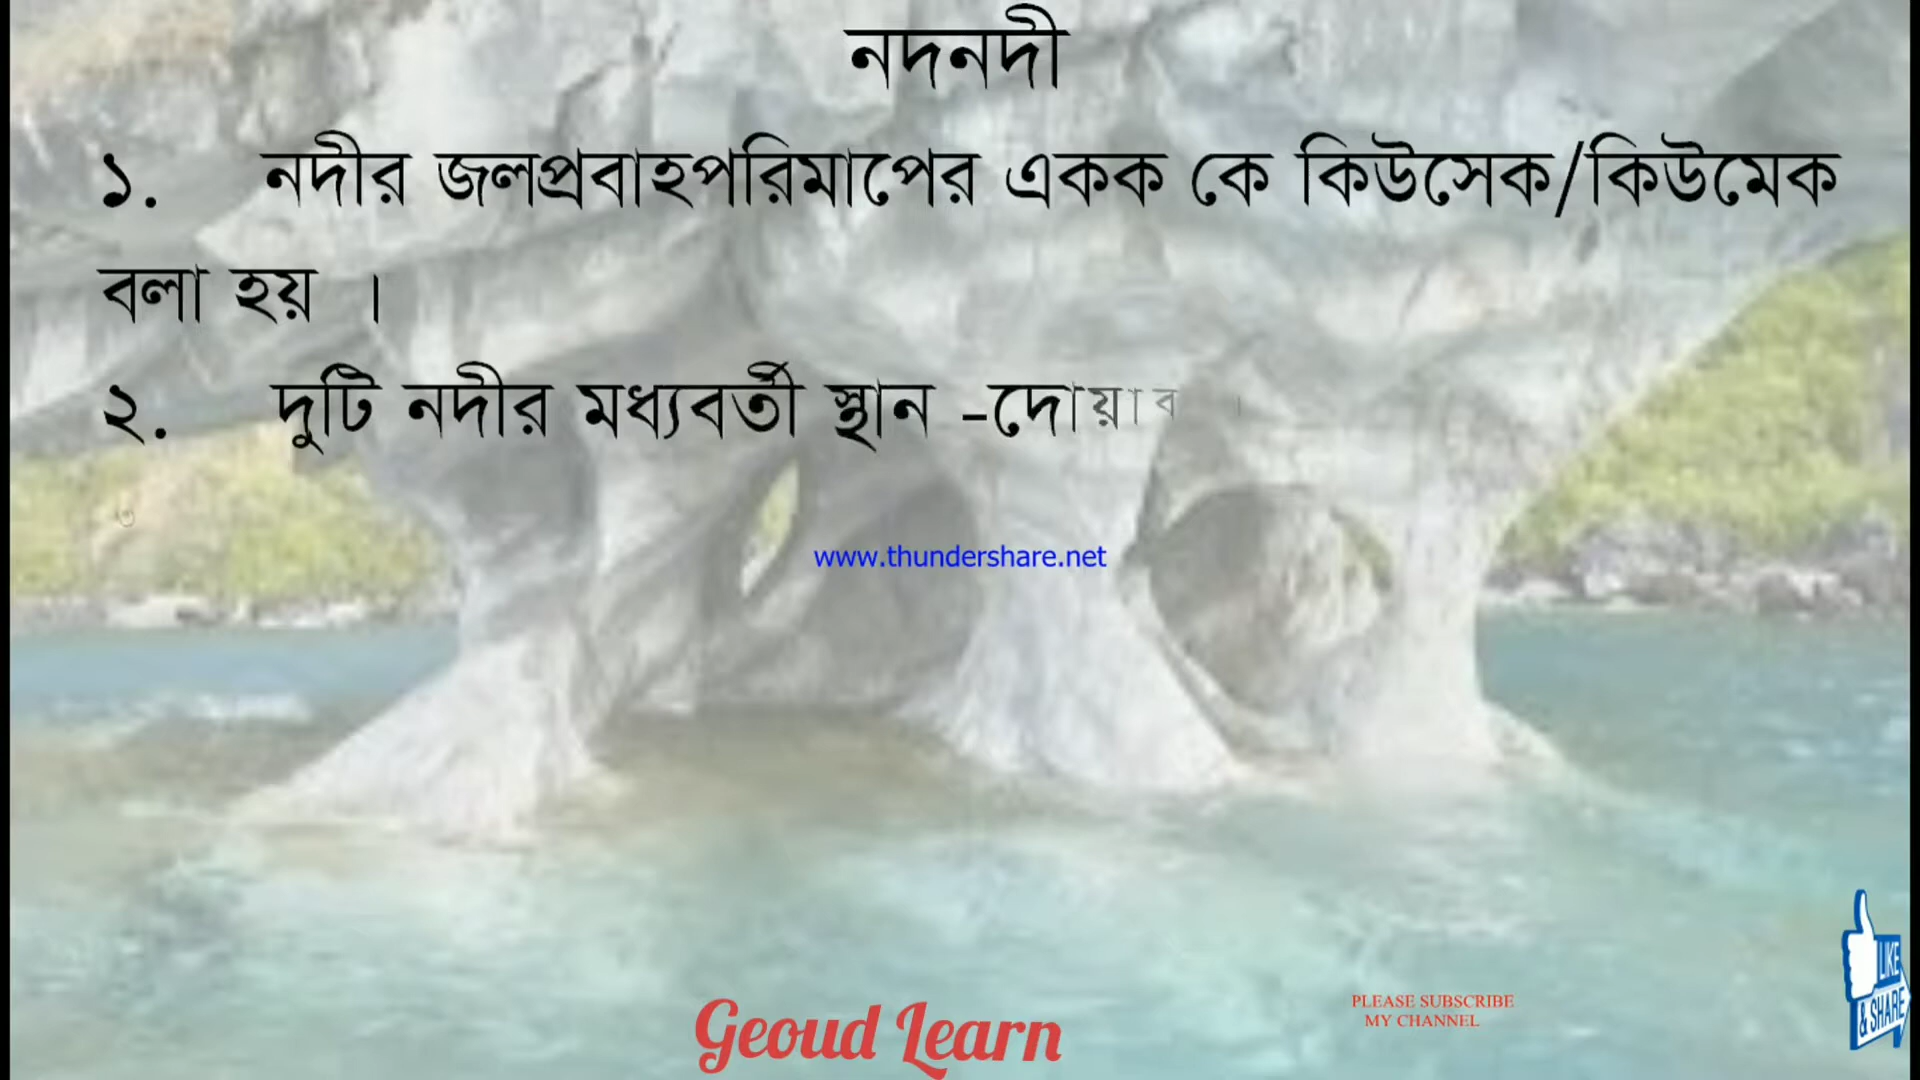 নদনদী
১. নদীর জলপ্রবাহপরিমাপের একক কে কিউসেক/কিউমেক
বলা হয় ।
২. দুটি নদীর মধ্যবর্তী স্থান -দোয়াব ।
৩
www.thundershare.net
Geoud Learn
PLEASE SUBSCRIBE
MY CHANNEL
LIKE
& SHARE